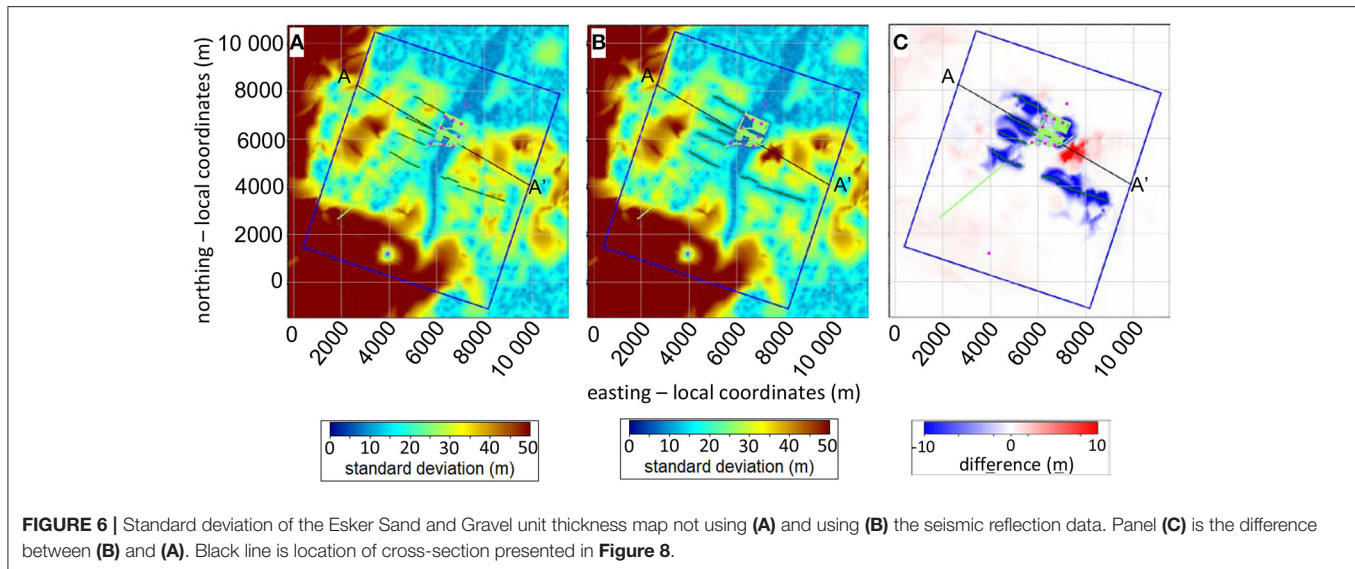 A
B
C
10 000
8000
6000
4000
2000
0
northing – local coordinates (m)
A
A'
A
A'
A
A'
0
2000
4000
6000
8000
10 000
0
2000
4000
6000
8000
10 000
0
2000
4000
6000
8000
10 000
easting – local coordinates (m)
0 10 20 30 40 50
standard deviation (m)
0 10 20 30 40 50
standard deviation (m)
-10 0 10
difference (m)
FIGURE 6 | Standard deviation of the Esker Sand and Gravel unit thickness map not using (A) and using (B) the seismic reflection data. Panel (C) is the difference
between (B) and (A). Black line is location of cross-section presented in Figure 8.